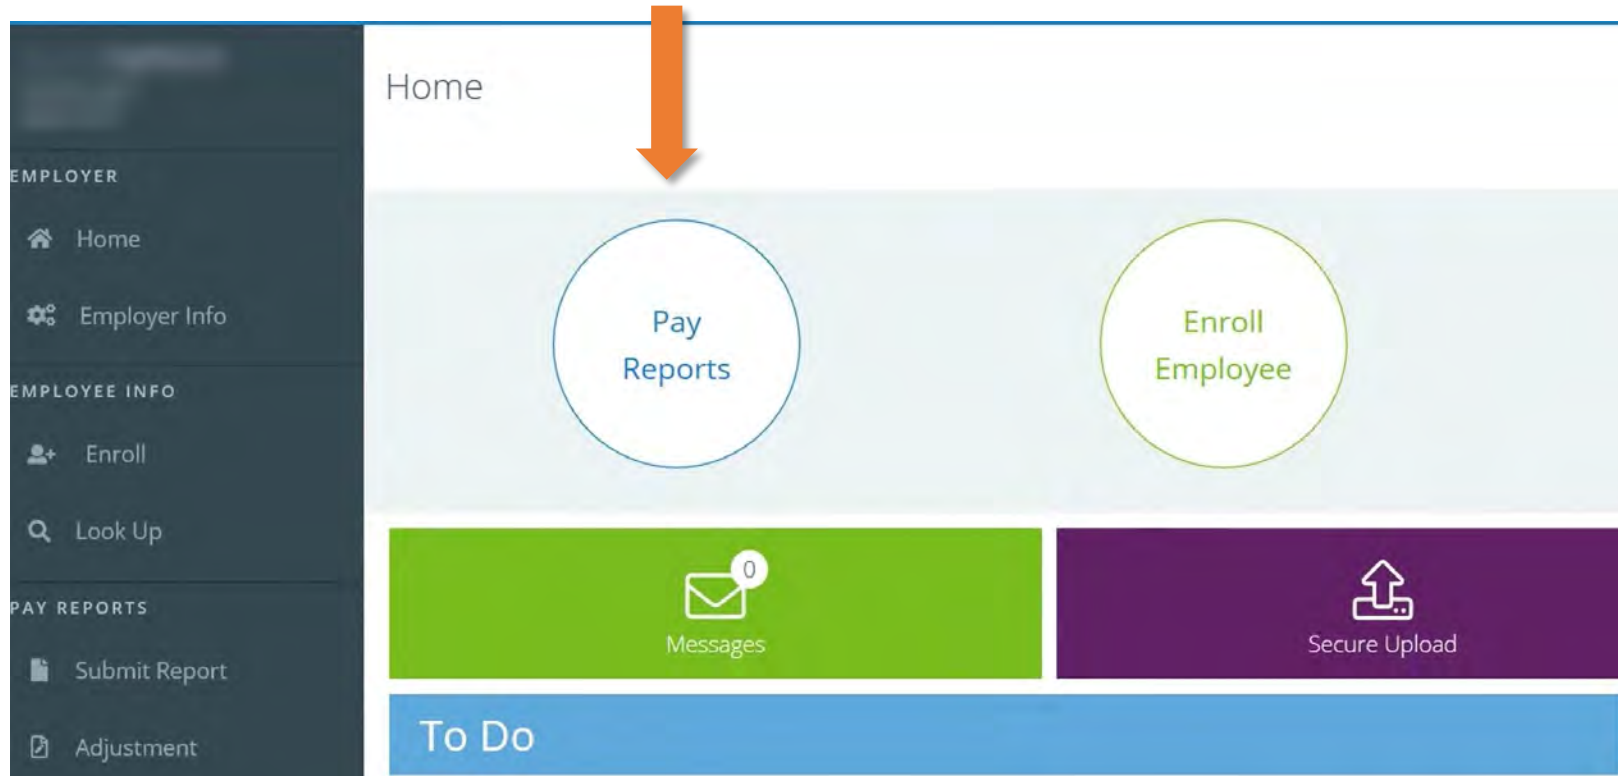 EMPLOYER
Home
Employer Info
EMPLOYEE INFO
Enroll
Look Up
PAY REPORTS
Submit Report
Adjustment
Home
Pay
Reports
Enroll
Employee
0
Messages
Secure Upload
To Do